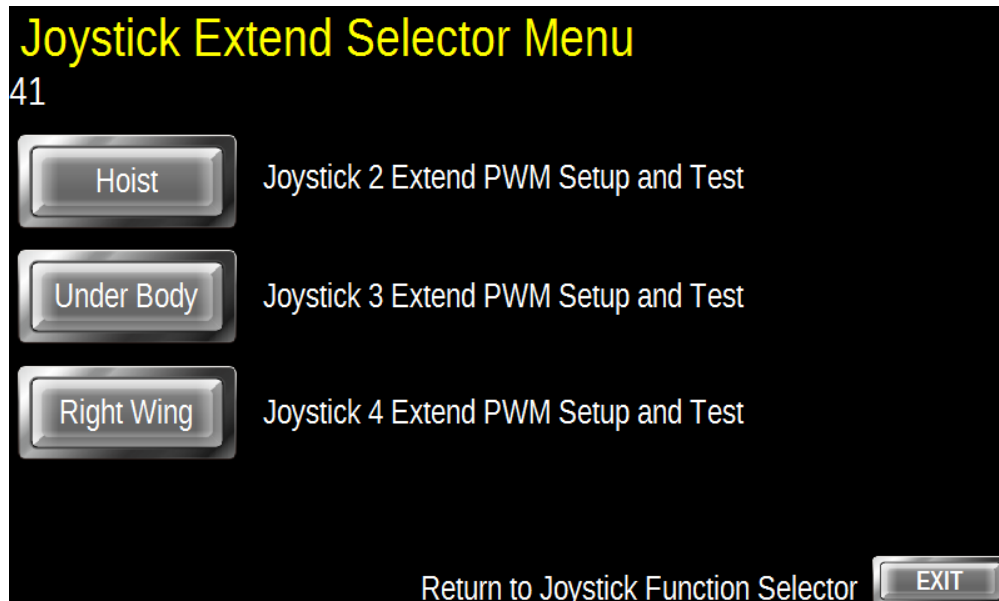 Joystick Extend Selector Menu
41
Hoist Joystick 2 Extend PWM Setup and Test
Under Body Joystick 3 Extend PWM Setup and Test
Right Wing Joystick 4 Extend PWM Setup and Test
Return to Joystick Function Selector EXIT